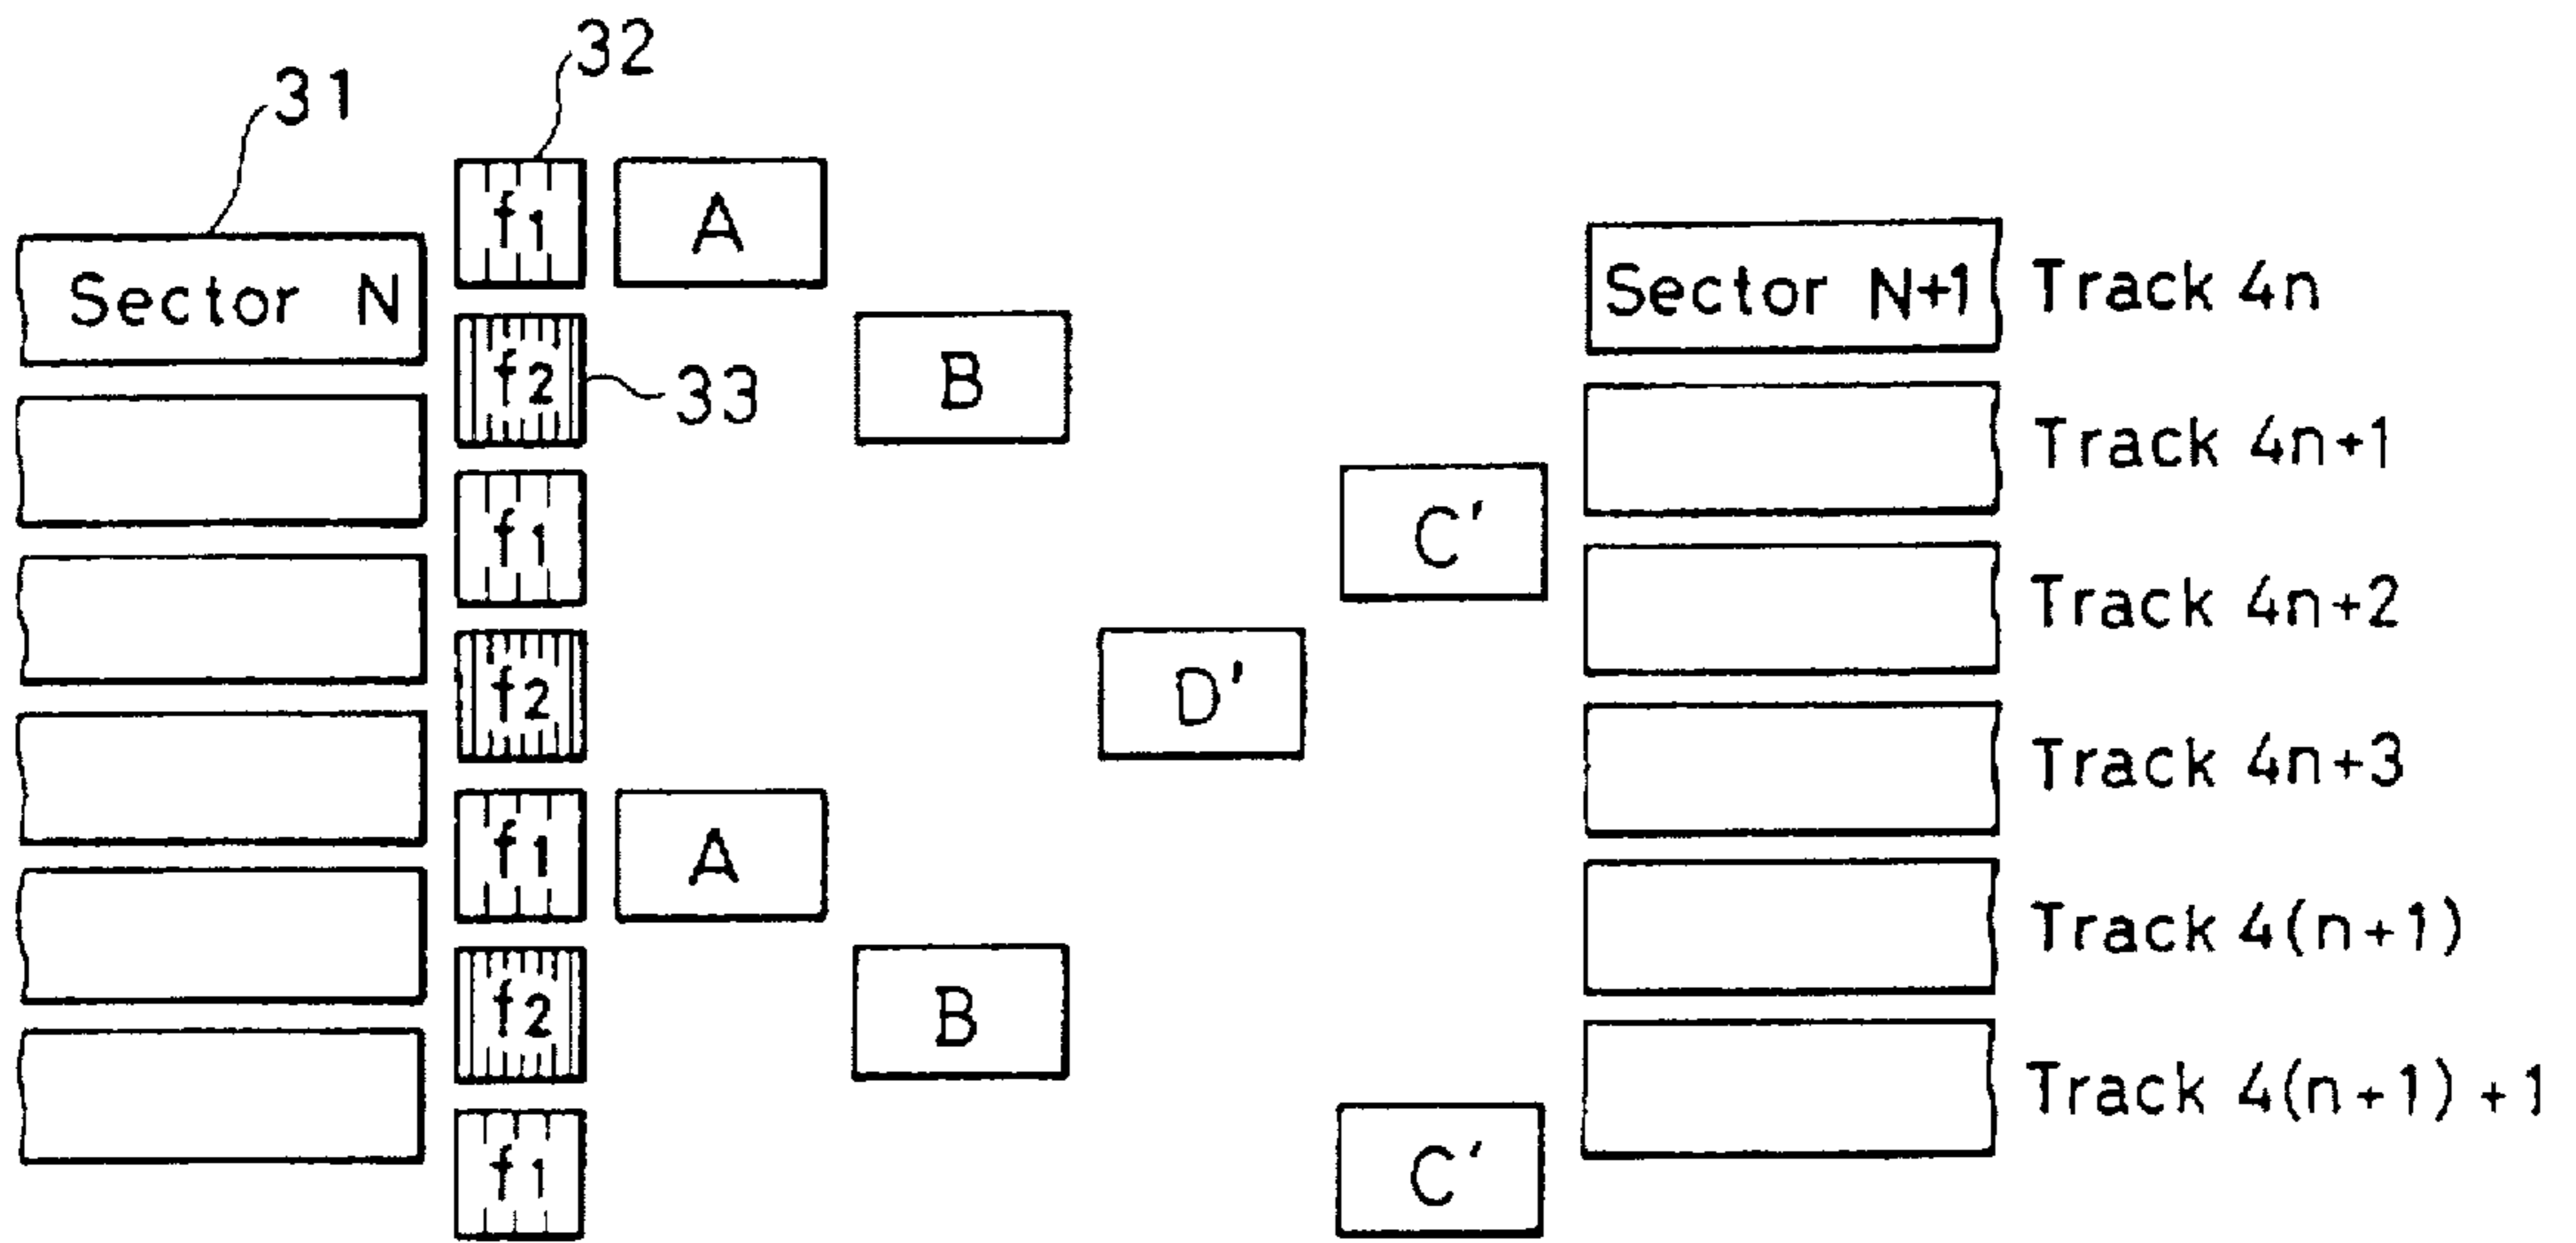 32
31
f1 A
Sector N Sector N+1 Track 4n
f2 33 B
Track 4n+1
f1 C'
Track 4n+2
f2 D'
Track 4n+3
f1 A
Track 4(n+1)
f2 B
Track 4(n+1)+1
f1 C'